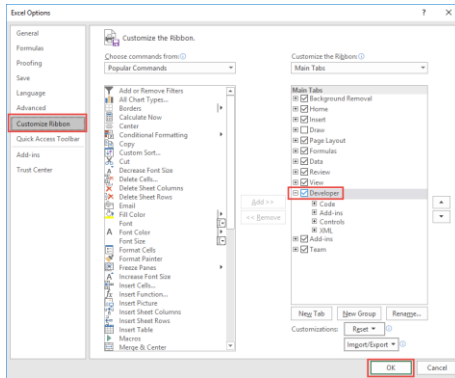 Excel Options
? ×
General
Formulas
Proofing
Save
Language
Advanced
Customize Ribbon
Quick Access Toolbar
Add-ins
Trust Center
Customize the Ribbon.
Choose commands from:
Popular Commands
Add or Remove Filters
All Chart Types...
Borders
Calculate Now
Center
Conditional Formatting
Copy
Custom Sort...
Cut
Decrease Font Size
Delete Cells...
Delete Sheet Columns
Delete Sheet Rows
Email
Fill Color
Font
Font Color
Font Size
Format Cells
Format Painter
Freeze Panes
Increase Font Size
Insert Cells...
Insert Function...
Insert Picture
Insert Sheet Columns
Insert Sheet Rows
Insert Table
Macros
Merge & Center
Add >>
<< Remove
Customize the Ribbon:
Main Tabs
Main Tabs
Background Removal
Home
Insert
Draw
Page Layout
Formulas
Data
Review
View
Developer
Code
Add-ins
Controls
XML
Add-ins
Team
New Tab New Group Rename...
Customizations: Reset
Import/Export
OK Cancel